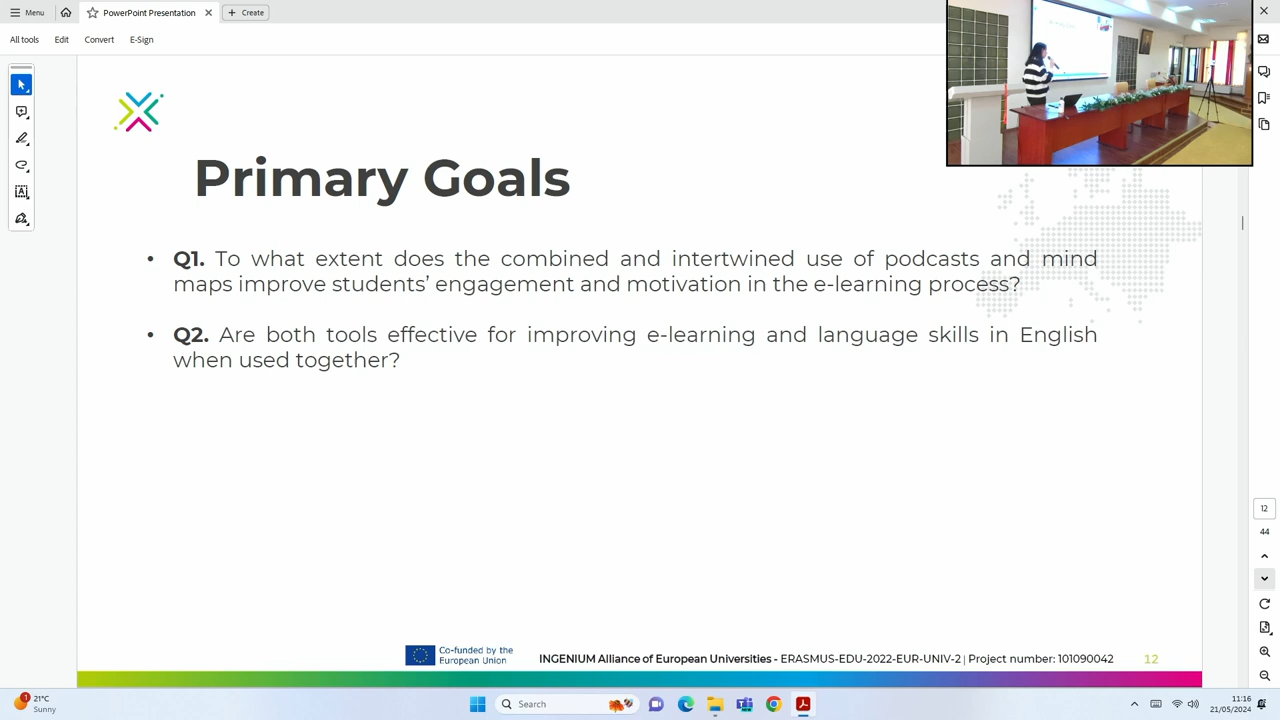 Menu
PowerPoint Presentation
Create
All tools
Edit
Convert
E-Sign
Primary Goals
• Q1. To what extent does the combined and intertwined use of podcasts and mind
maps improve students’ engagement and motivation in the e-learning process?
• Q2. Are both tools effective for improving e-learning and language skills in English
when used together?
12
44
Co-funded by the
European Union
INGENIUM Alliance of European Universities - ERASMUS-EDU-2022-EUR-UNIV-2 | Project number: 101090042
12
21°C
Sunny
Search
11:16
21/05/2024